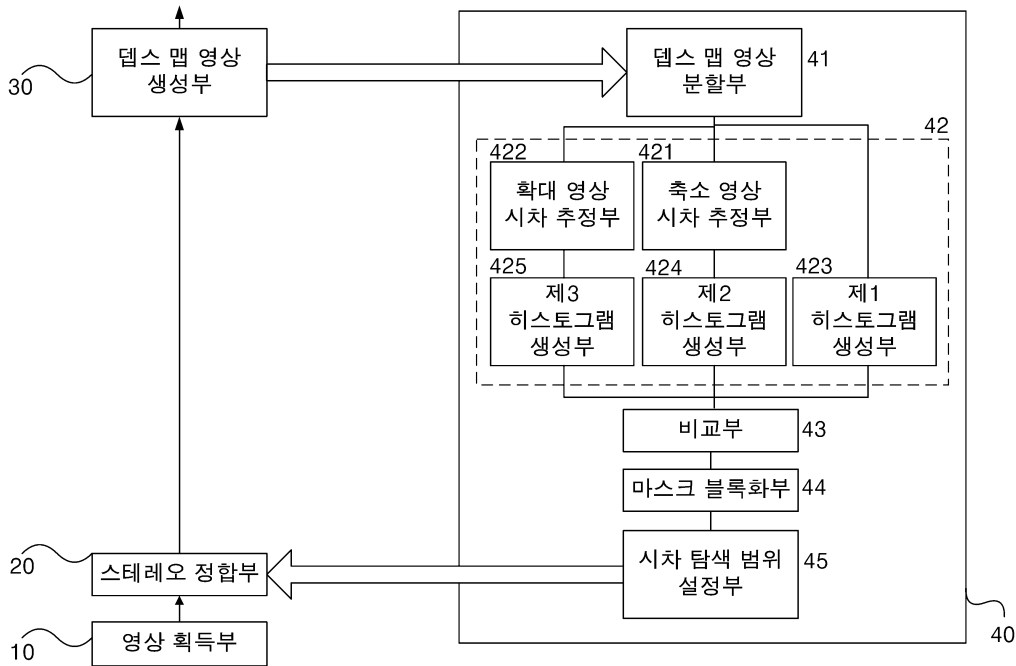 30
뎁스 맵 영상
생성부
뎁스 맵 영상
분할부
41
42
422
확대 영상
시차 추정부
421
축소 영상
시차 추정부
425
제3
히스토그램
생성부
424
제2
히스토그램
생성부
423
제1
히스토그램
생성부
비교부
43
마스크 블록화부
44
시차 탐색 범위
설정부
45
20
스테레오 정합부
10
영상 획득부
40